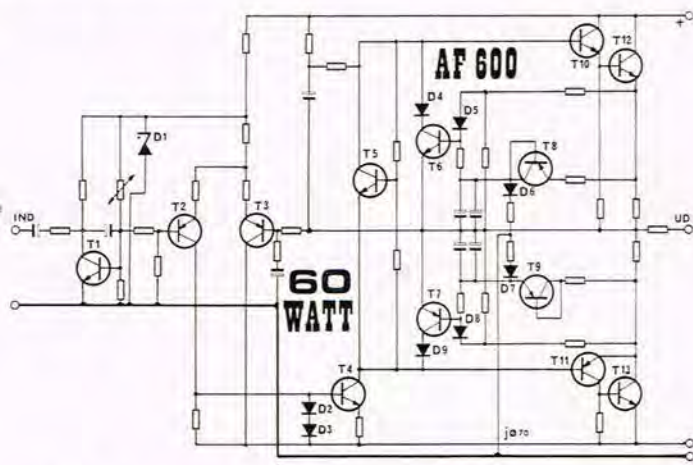 +
AF 600
T10
T12
D1
D4
D5
T6
T8
T5
D6
T2
T3
IND
UD
T1
60
WATT
D7
T9
T7
D8
D9
T11
T13
T4
D2
D3
jø70